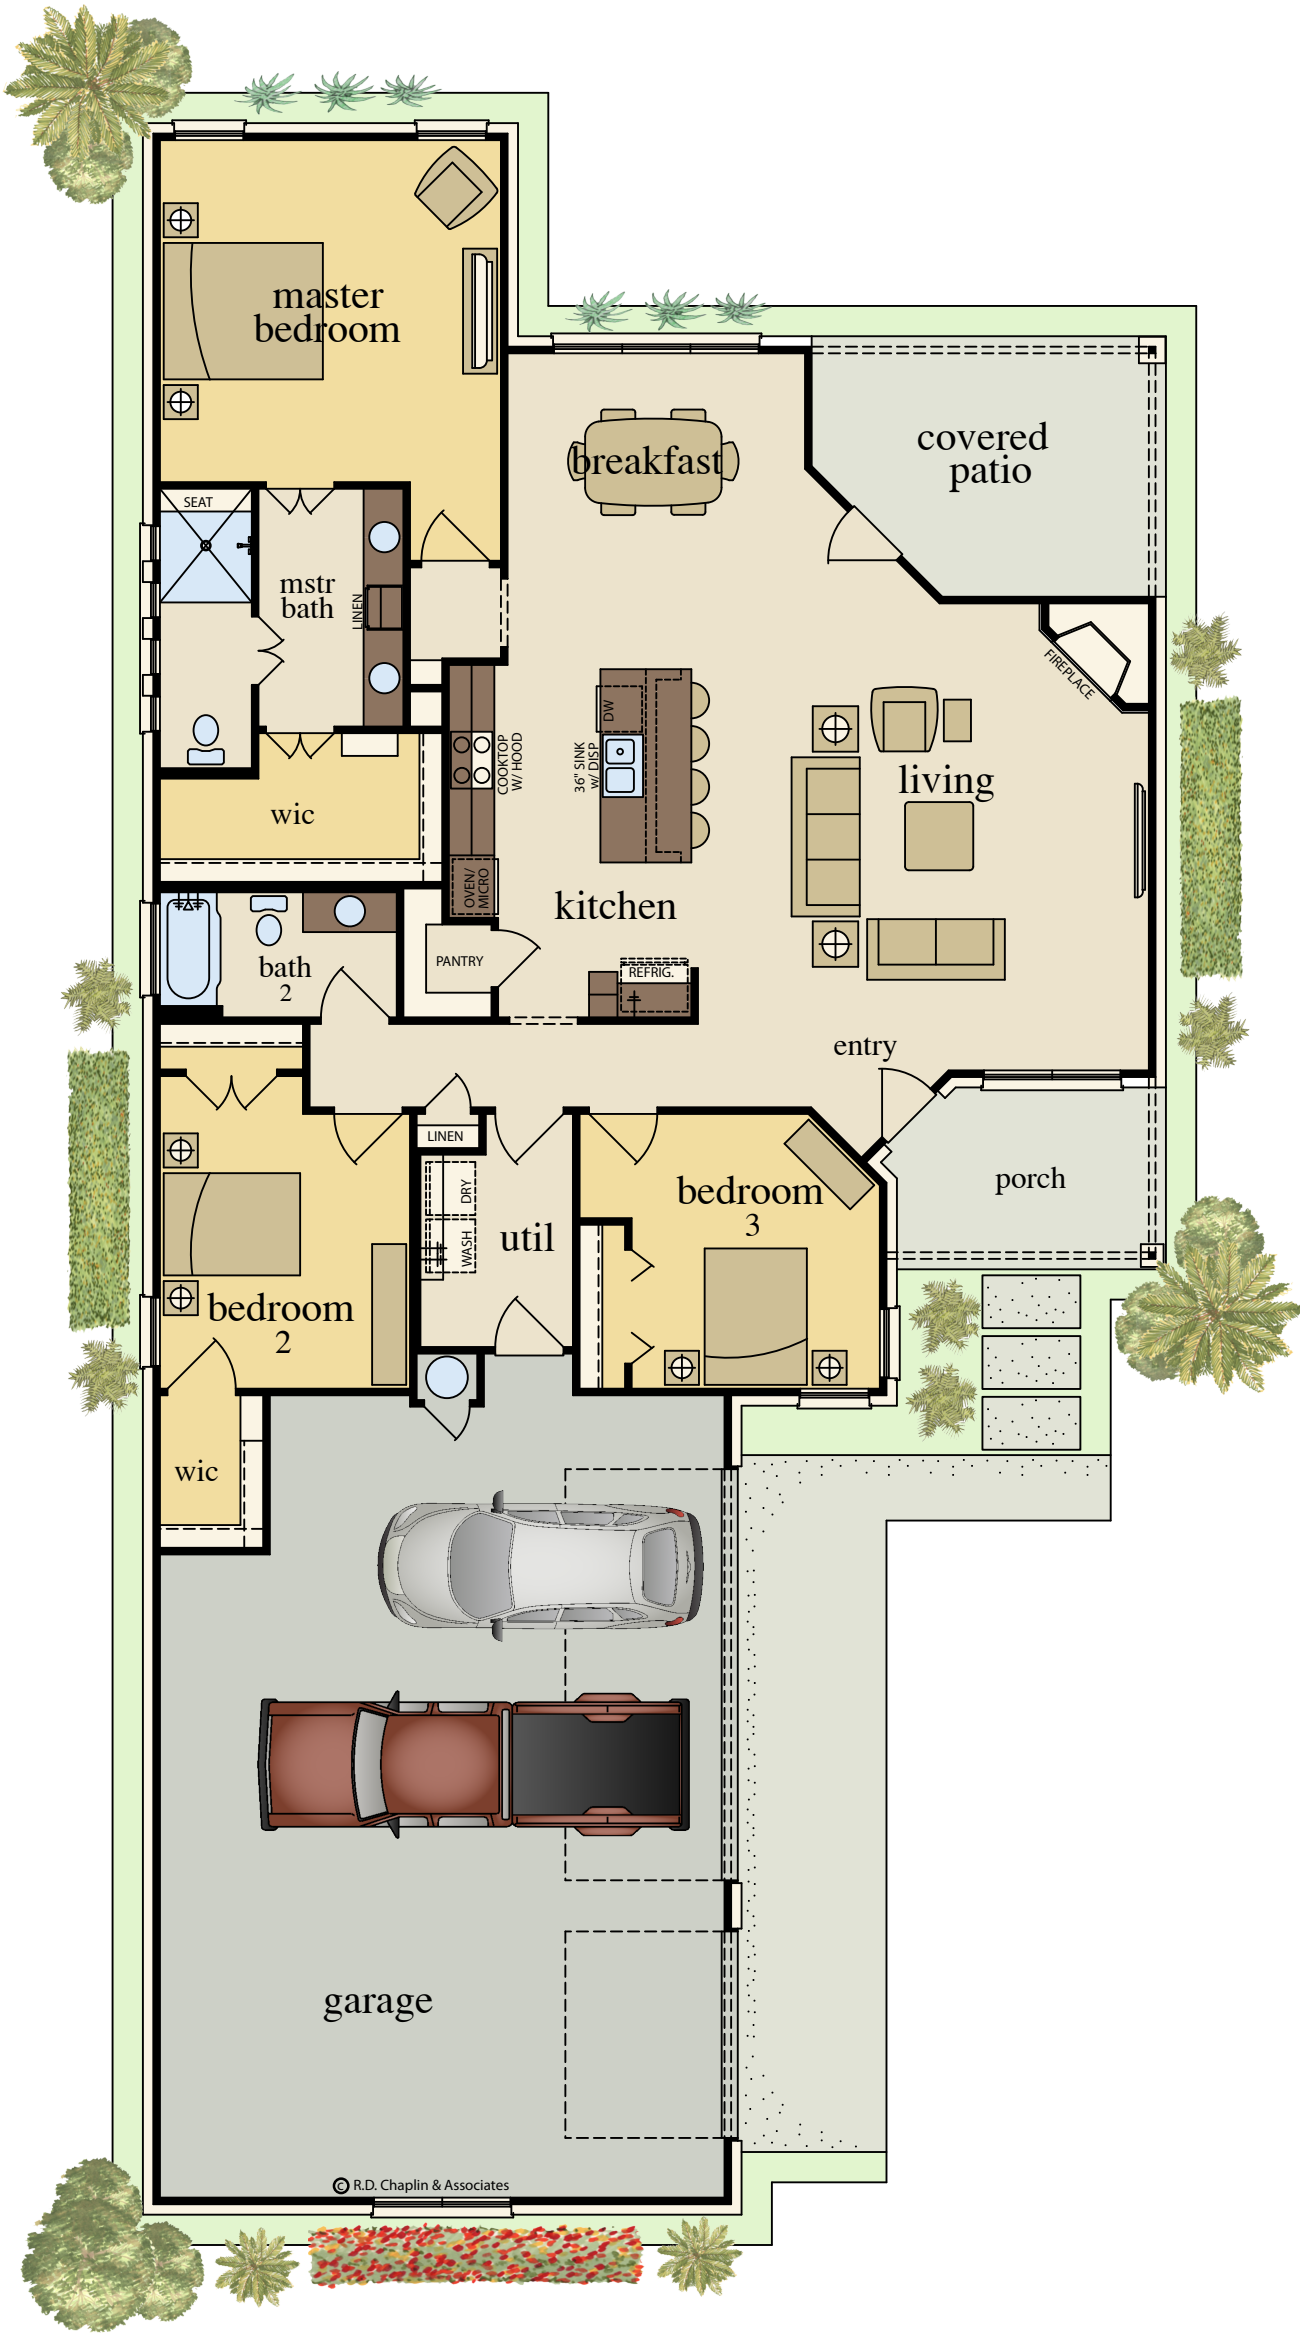 master
bedroom
covered
patio
breakfast
SEAT
mstr
bath
LINEN
FIREPLACE
DW
COOKTOP
W/ HOOD
36" SINK
w/ DISP
living
wic
OVEN/
MICRO
kitchen
bath
2
PANTRY
REFRIG.
entry
LINEN
DRY
WASH
util
bedroom
3
porch
bedroom
2
wic
garage
© R.D. Chaplin & Associates